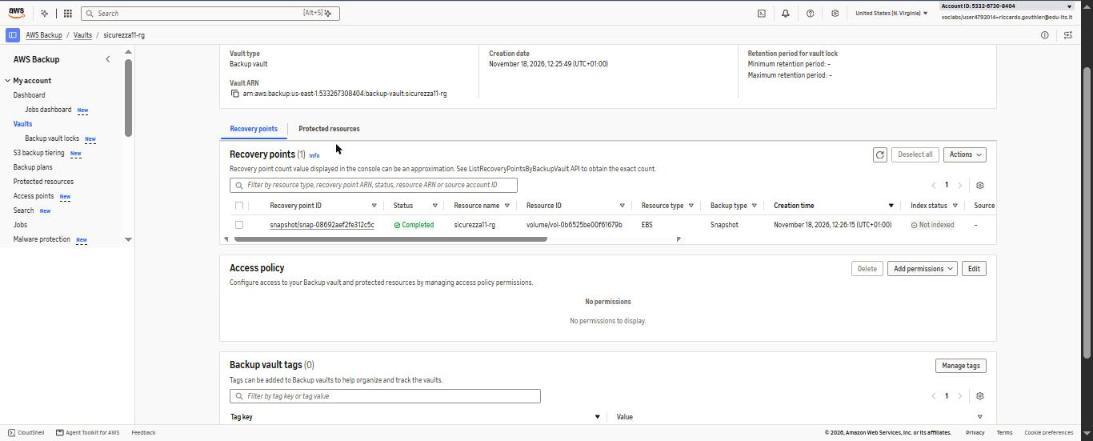 aws
Search
[Alt+S]
United States (N. Virginia)
Account ID: 5332-6730-8404
AWS Backup / Vaults / sicurezza11-rg
AWS Backup
My account
Dashboard
Jobs dashboard New
Vaults
Backup vault locks New
S3 backup tiering New
Backup plans
Protected resources
Access points New
Search New
Jobs
Malware protection New
Vault type
Backup vault
Creation date
November 18, 2026, 12:25:49 (UTC+01:00)
Retention period for vault lock
Minimum retention period: -
Maximum retention period: -
Vault ARN
arn:aws:backup:us-east-1:533267308404:backup-vault:sicurezza11-rg
Recovery points
Protected resources
Recovery points (1) Info
Deselect all
Actions
Recovery point count value displayed in the console can be an approximation. See ListRecoveryPointsByBackupVault API to obtain the exact count.
Filter by resource type, recovery point ARN, status, resource ARN or source account ID
1
Recovery point ID Status Resource name Resource ID Resource type Backup type Creation time Index status Source
snapshot/snap-08692aef2fe312c5c Completed sicurezza11-rg volume/vol-0b6525be00f61679b EBS Snapshot November 18, 2026, 12:26:15 (UTC+01:00) Not indexed -
Access policy
Delete
Add permissions
Edit
Configure access to your Backup vault and protected resources by managing access policy permissions.
No permissions
No permissions to display.
Backup vault tags (0)
Manage tags
Tags can be added to Backup vaults to help organize and track the vaults.
Filter by tag key or tag value
1
Tag key Value
CloudShell
Agent Toolkit for AWS
Feedback
© 2026, Amazon Web Services, Inc. or its affiliates.
Privacy
Terms
Cookie preferences